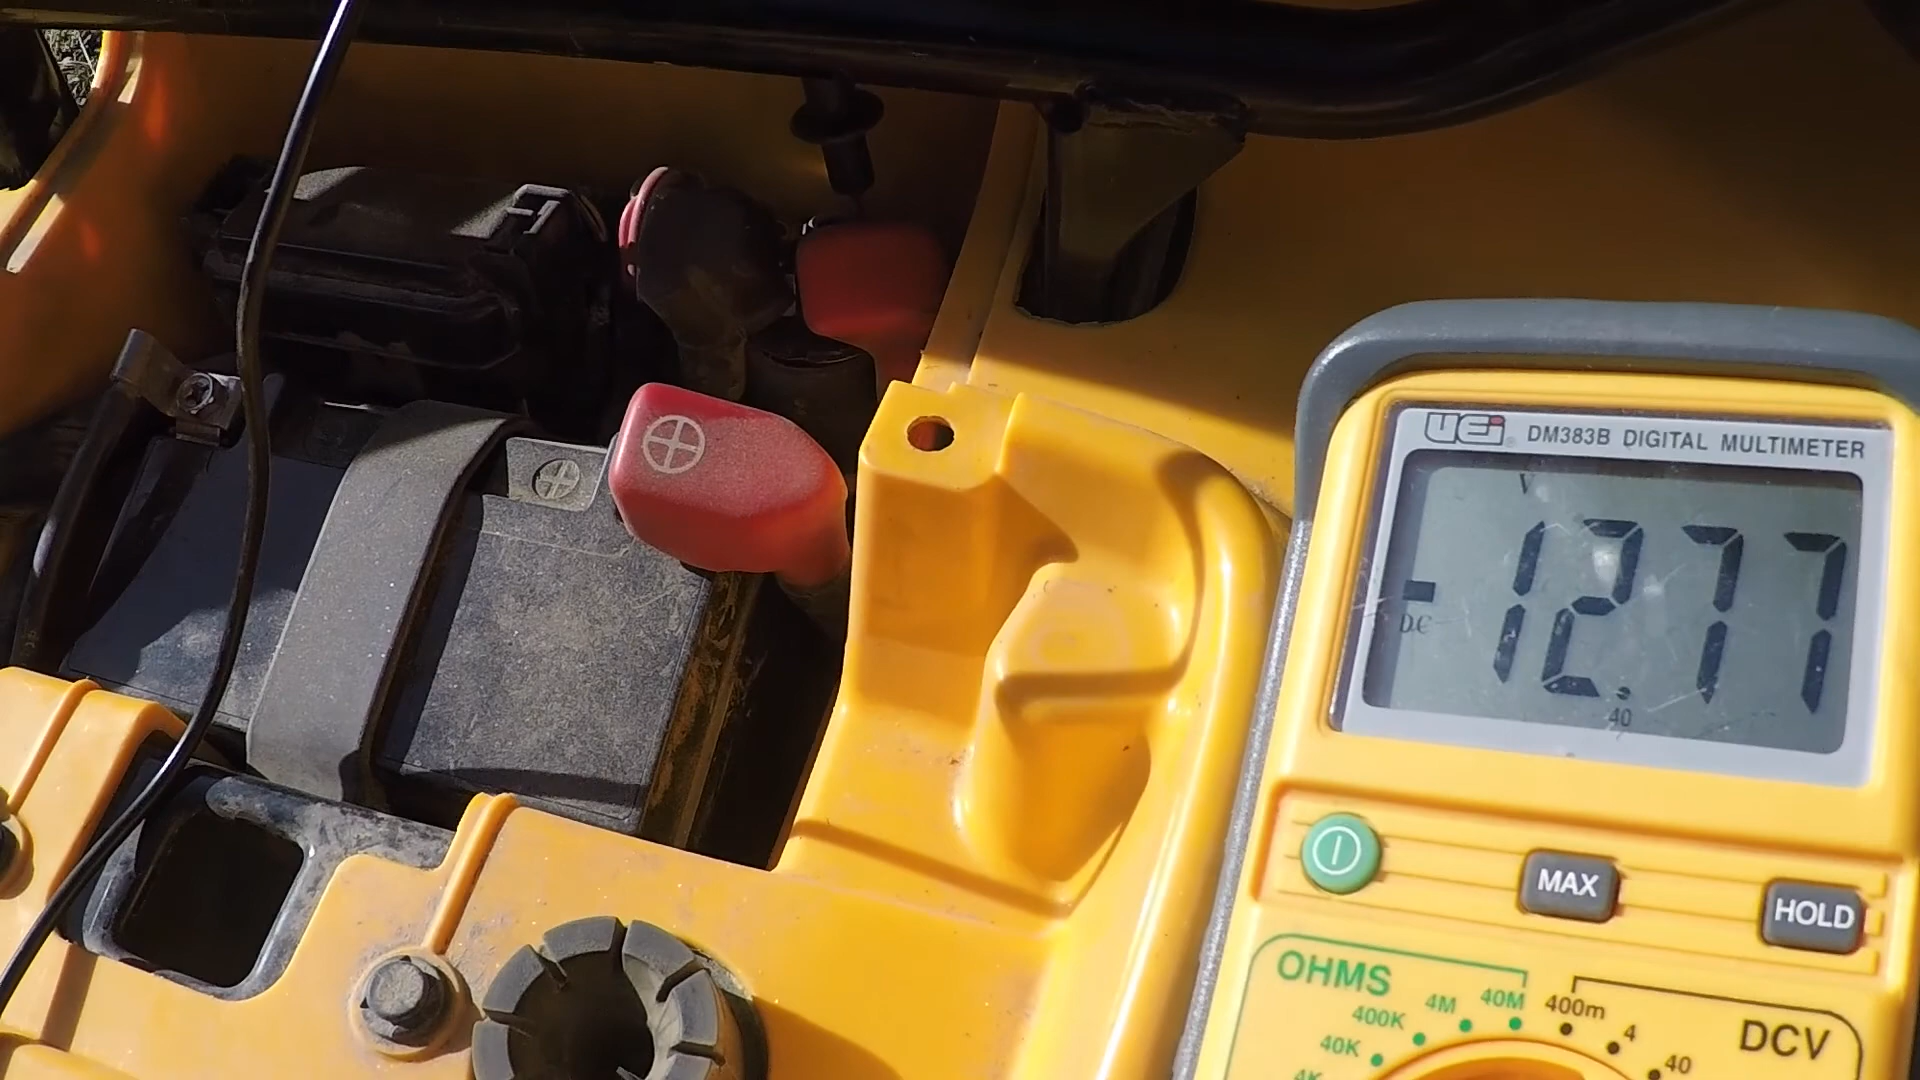 UEi DM383B DIGITAL MULTIMETER
V
-12.77
DC
40
MAX
HOLD
OHMS
4M
40M
400m
400K
4
DCV
40K
40
4K